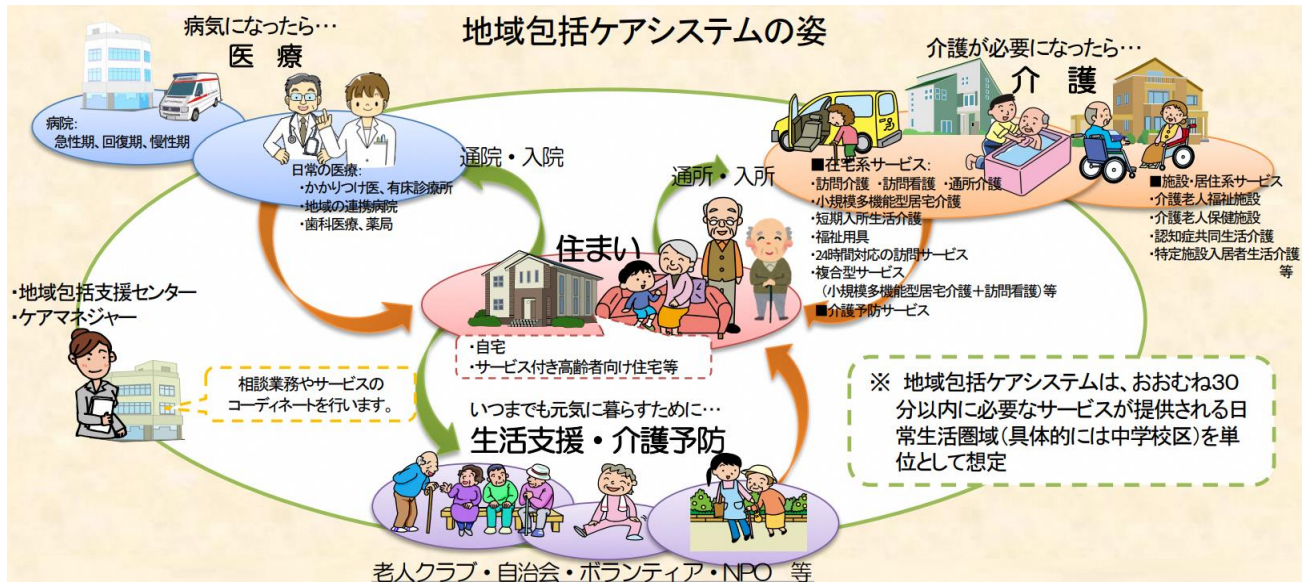 地域包括ケアシステムの姿
病気になったら…
医 療
病院:
急性期、回復期、慢性期
日常の医療:
・かかりつけ医、有床診療所
・地域の連携病院
・歯科医療、薬局
通院・入院
通所・入所
介護が必要になったら…
介 護
■在宅系サービス:
・訪問介護 ・訪問看護 ・通所介護
・小規模多機能型居宅介護
・短期入所生活介護
・福祉用具
・24時間対応の訪問サービス
・複合型サービス
（小規模多機能型居宅介護＋訪問看護）等
■介護予防サービス
■施設・居住系サービス
・介護老人福祉施設
・介護老人保健施設
・認知症共同生活介護
・特定施設入居者生活介護
等
住まい
・自宅
・サービス付き高齢者向け住宅等
・地域包括支援センター
・ケアマネジャー
相談業務やサービスの
コーディネートを行います。
いつまでも元気に暮らすために…
生活支援・介護予防
老人クラブ・自治会・ボランティア・NPO 等
※ 地域包括ケアシステムは、おおむね30
分以内に必要なサービスが提供される日
常生活圏域（具体的には中学校区）を単
位として想定